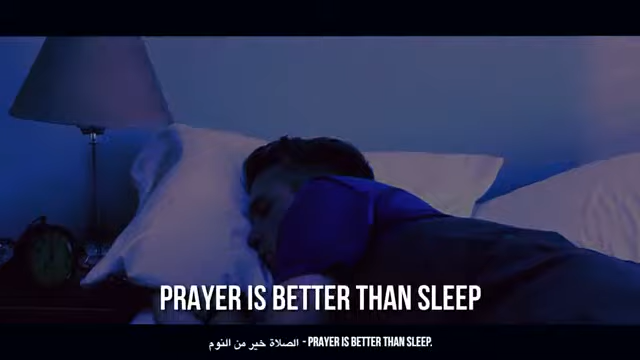 PRAYER IS BETTER THAN SLEEP
الصلاة خير من النوم - PRAYER IS BETTER THAN SLEEP.